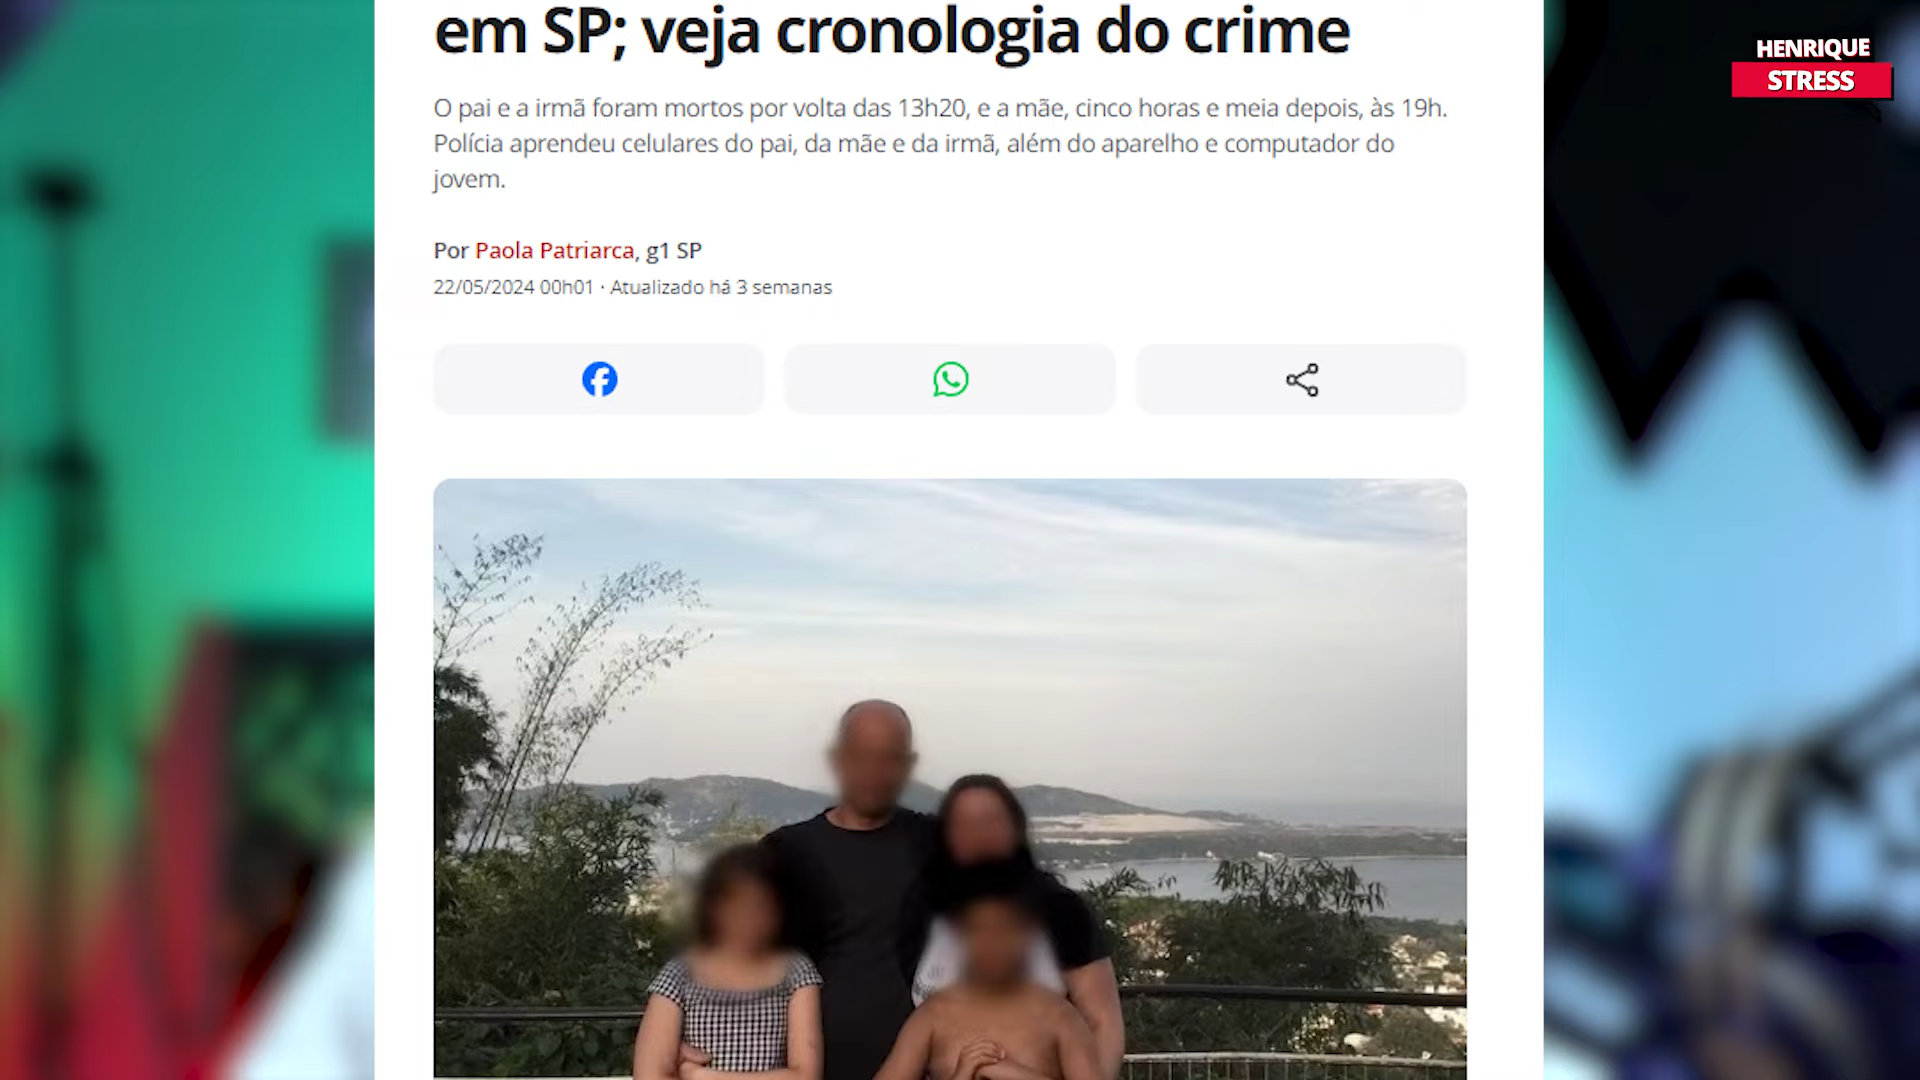 em SP; veja cronologia do crime
HENRIQUE
STRESS
O pai e a irmã foram mortos por volta das 13h20, e a mãe, cinco horas e meia depois, às 19h.
Polícia aprendeu celulares do pai, da mãe e da irmã, além do aparelho e computador do
jovem.
Por Paola Patriarca, g1 SP
22/05/2024 00h01 · Atualizado há 3 semanas